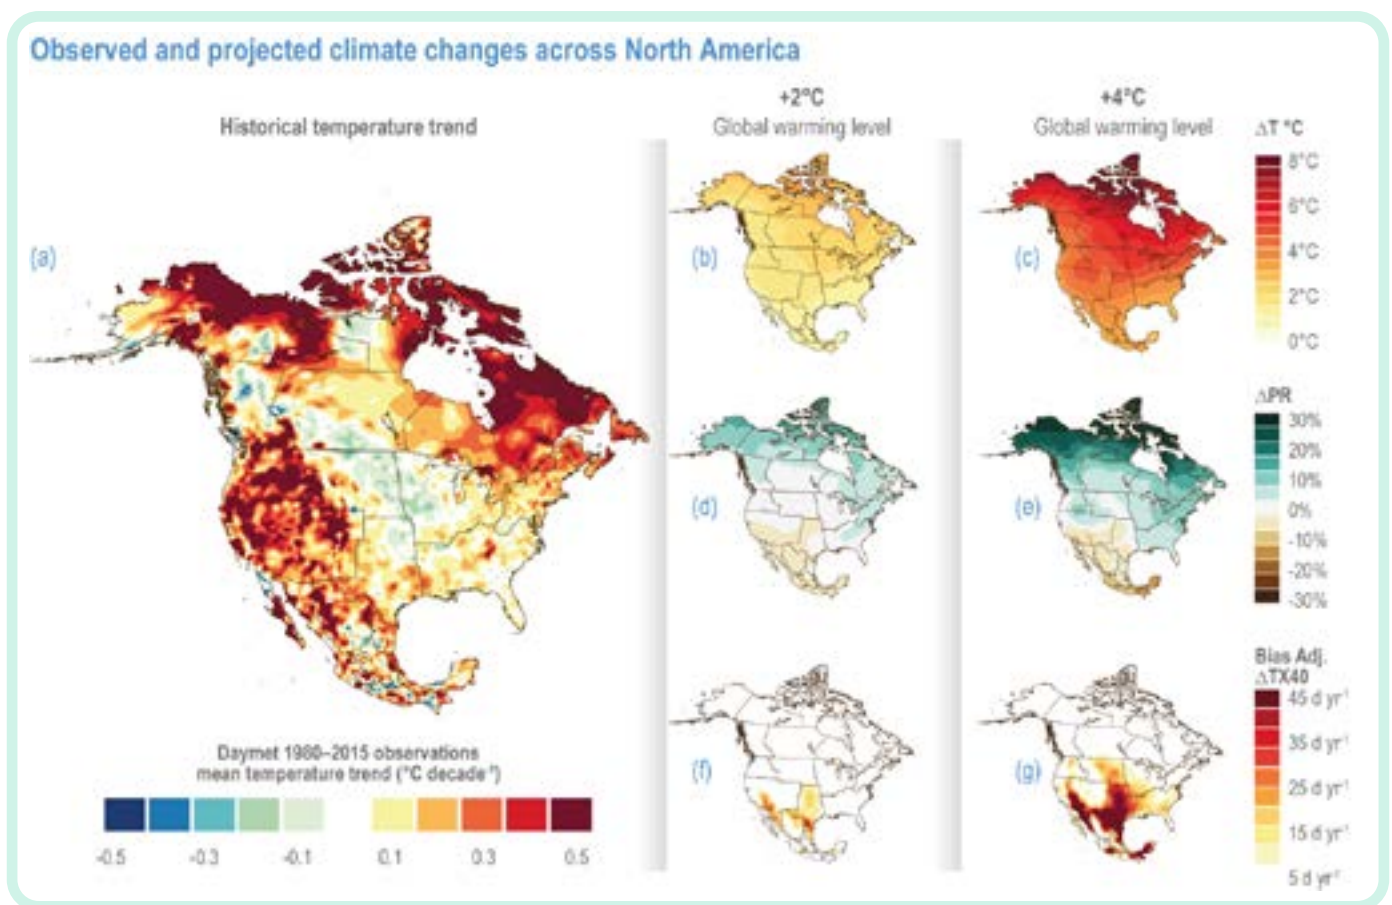 Observed and projected climate changes across North America
+2°C
+4°C
Historical temperature trend
Global warming level
Global warming level
ΔT °C
8°C
6°C
4°C
2°C
0°C
(a)
(b)
(c)
ΔPR
30%
20%
10%
0%
-10%
-20%
-30%
(d)
(e)
Bias Adj.
ΔTX40
45 d yr⁻¹
35 d yr⁻¹
25 d yr⁻¹
15 d yr⁻¹
5 d yr⁻¹
(f)
(g)
Daymet 1980–2015 observations
mean temperature trend (°C decade⁻¹)
-0.5 -0.3 -0.1 0.1 0.3 0.5